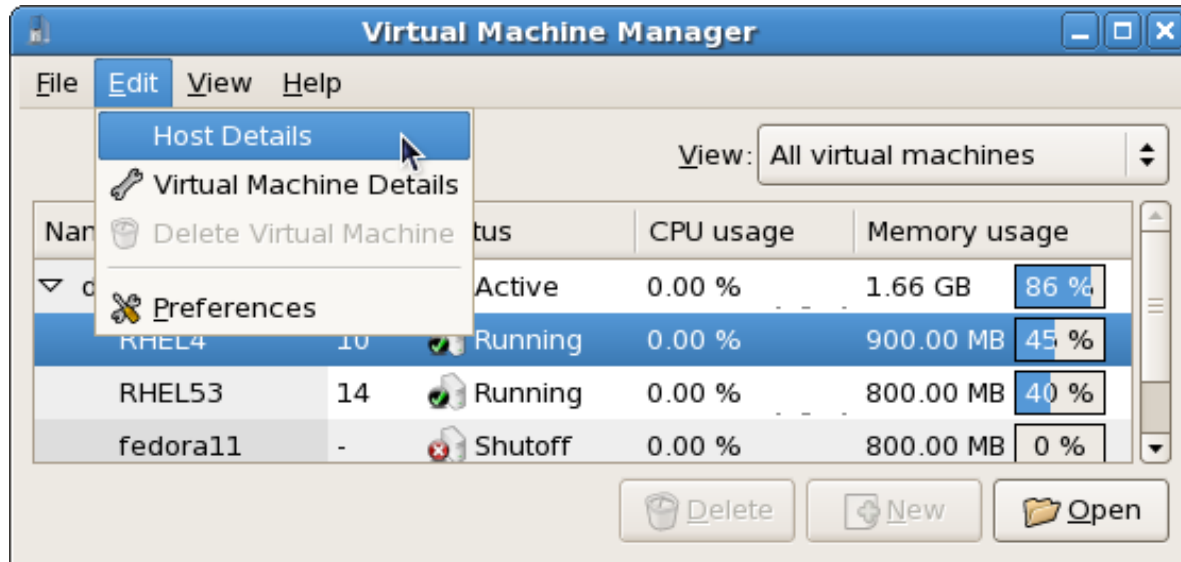 Virtual Machine Manager
File Edit View Help
Host Details
View: All virtual machines
Virtual Machine Details
Delete Virtual Machine
CPU usage Memory usage
Active 0.00 % 1.66 GB 86 %
Preferences
RHEL4 10 Running 0.00 % 900.00 MB 45 %
RHEL53 14 Running 0.00 % 800.00 MB 40 %
fedora11 - Shutoff 0.00 % 800.00 MB 0 %
Delete New Open